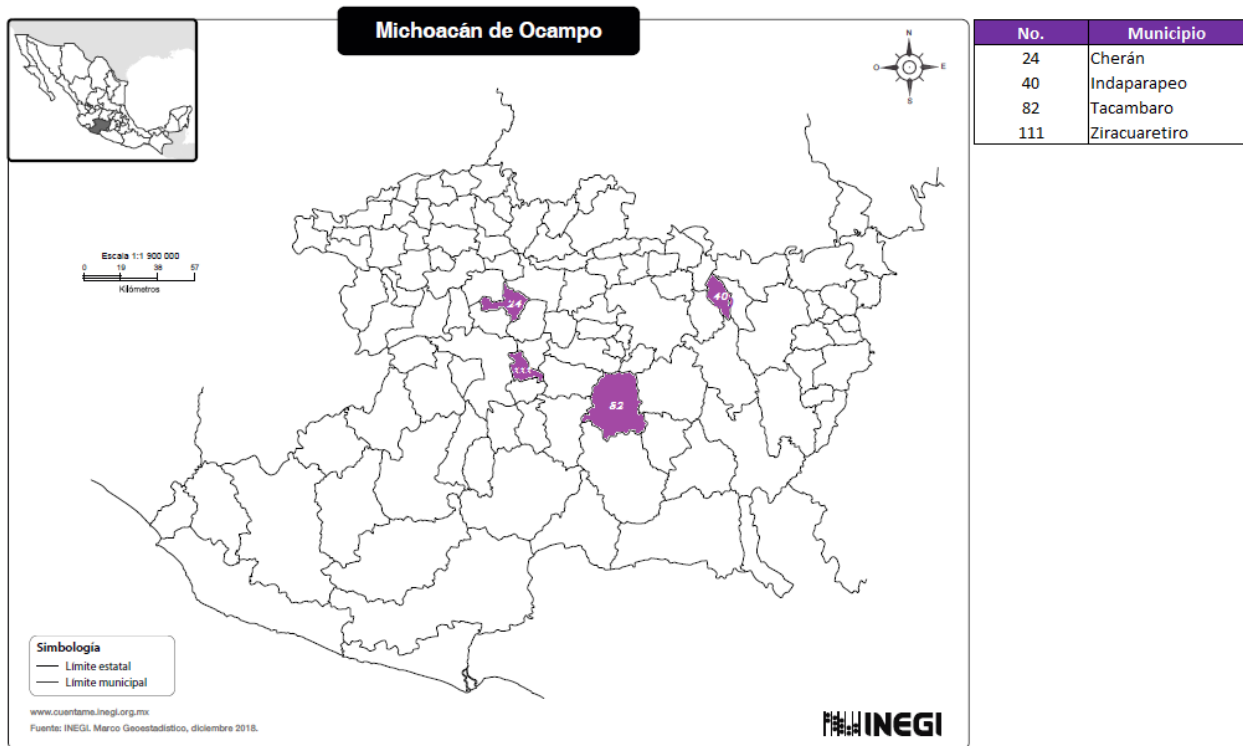 Michoacán de Ocampo
N
O
E
S
Escala 1:1 900 000
0 19 38 57
Kilómetros
24
40
111
82
Simbología
Límite estatal
Límite municipal
www.cuentame.inegi.org.mx
Fuente: INEGI. Marco Geoestadístico, diciembre 2018.
INEGI
No. Municipio
24 Cherán
40 Indaparapeo
82 Tacambaro
111 Ziracuaretiro